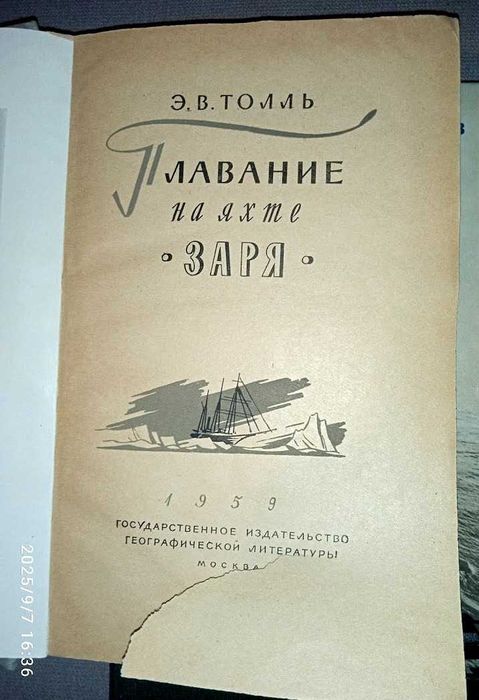 Э. В. ТОЛЛЬ
ПЛАВАНИЕ
на яхте
· ЗАРЯ ·
1959
ГОСУДАРСТВЕННОЕ ИЗДАТЕЛЬСТВО
ГЕОГРАФИЧЕСКОЙ ЛИТЕРАТУРЫ
МОСКВА
2025/9/7 16:36